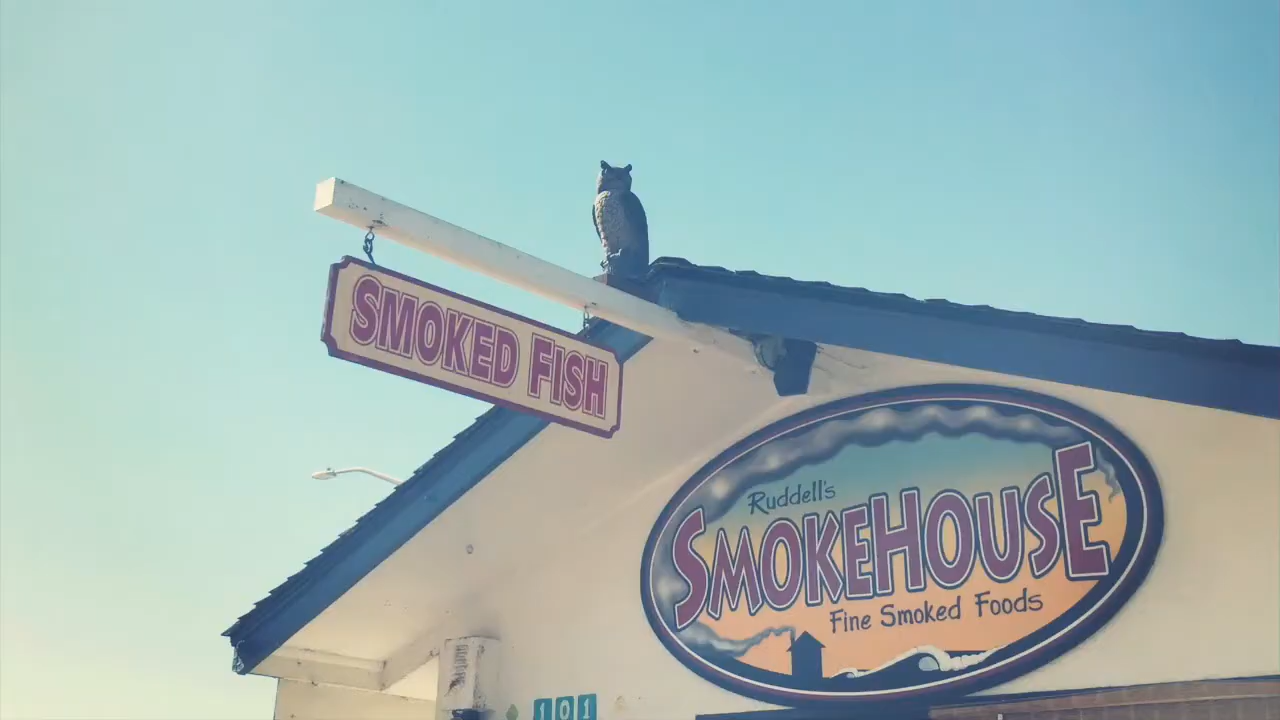 SMOKED FISH
Ruddell's
SMOKEHOUSE
Fine Smoked Foods
101